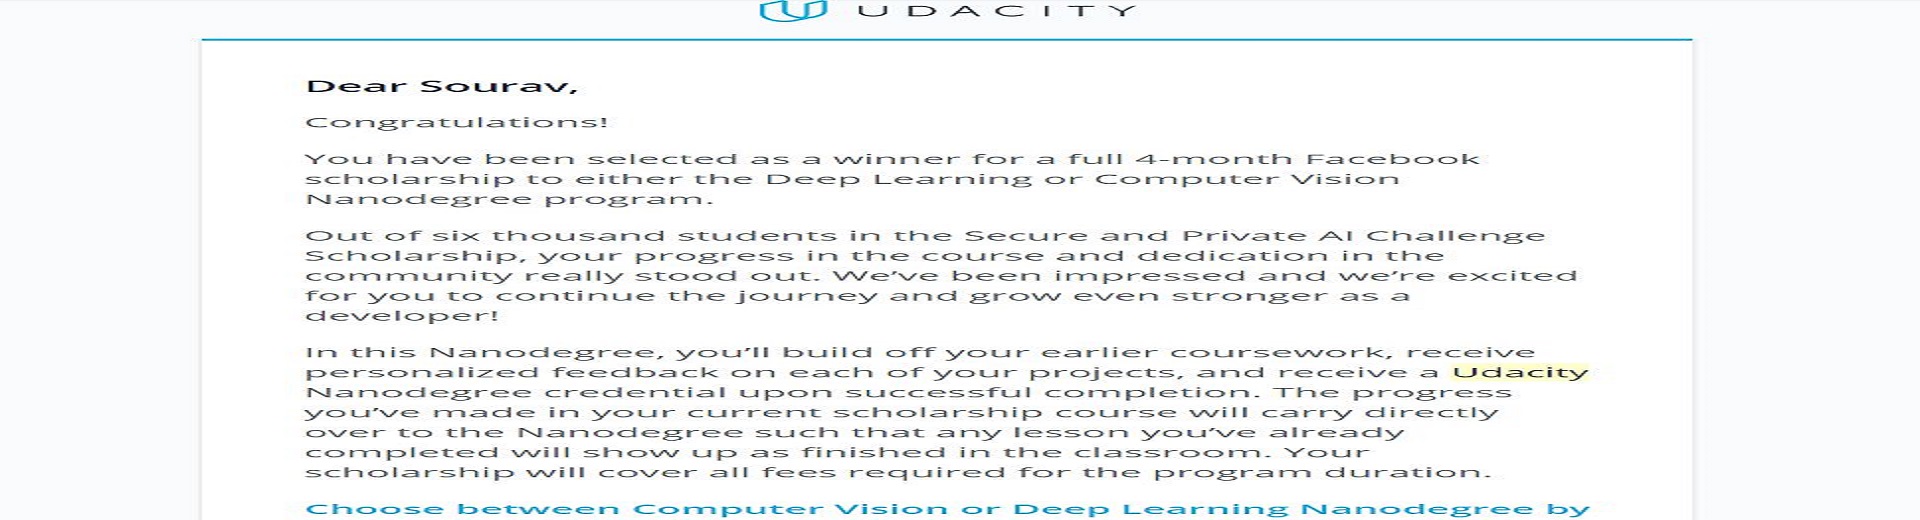 UDACITY
Dear Sourav,
Congratulations!
You have been selected as a winner for a full 4-month Facebook
scholarship to either the Deep Learning or Computer Vision
Nanodegree program.
Out of six thousand students in the Secure and Private AI Challenge
Scholarship, your progress in the course and dedication in the
community really stood out. We’ve been impressed and we’re excited
for you to continue the journey and grow even stronger as a
developer!
In this Nanodegree, you’ll build off your earlier coursework, receive
personalized feedback on each of your projects, and receive a Udacity
Nanodegree credential upon successful completion. The progress
you’ve made in your current scholarship course will carry directly
over to the Nanodegree such that any lesson you’ve already
completed will show up as finished in the classroom. Your
scholarship will cover all fees required for the program duration.
Choose between Computer Vision or Deep Learning Nanodegree by